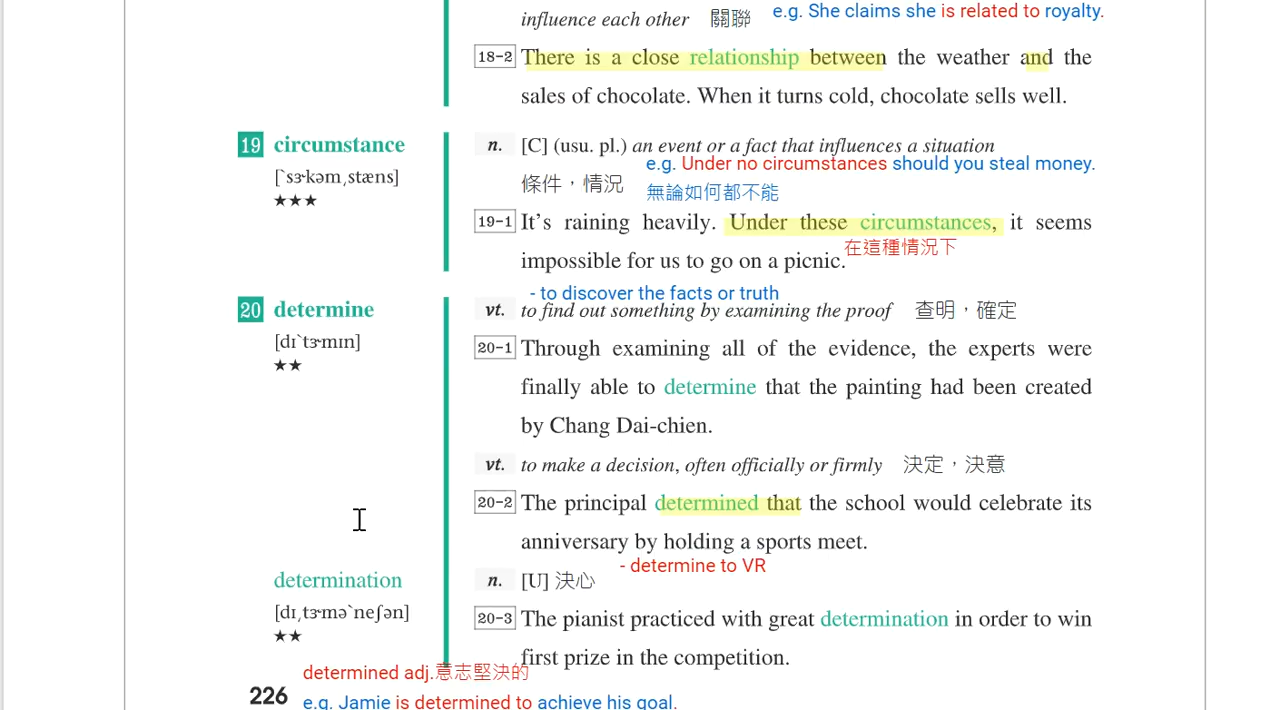 influence each other 關聯 e.g. She claims she is related to royalty.
18-2 There is a close relationship between the weather and the
sales of chocolate. When it turns cold, chocolate sells well.
19 circumstance n. [C] (usu. pl.) an event or a fact that influences a situation
e.g. Under no circumstances should you steal money.
[ˋsɝkəmˏstæns] 條件，情況 無論如何都不能
★★★
19-1 It's raining heavily. Under these circumstances, it seems
在這種情況下
impossible for us to go on a picnic.
- to discover the facts or truth
20 determine vt. to find out something by examining the proof 查明，確定
[dɪˋtɝmɪn] 20-1 Through examining all of the evidence, the experts were
★★
finally able to determine that the painting had been created
by Chang Dai-chien.
vt. to make a decision, often officially or firmly 決定，決意
20-2 The principal determined that the school would celebrate its
anniversary by holding a sports meet.
- determine to VR
determination n. [U] 決心
[dɪˏtɝməˋneʃən] 20-3 The pianist practiced with great determination in order to win
★★
first prize in the competition.
determined adj.意志堅決的
226 e.g. Jamie is determined to achieve his goal.